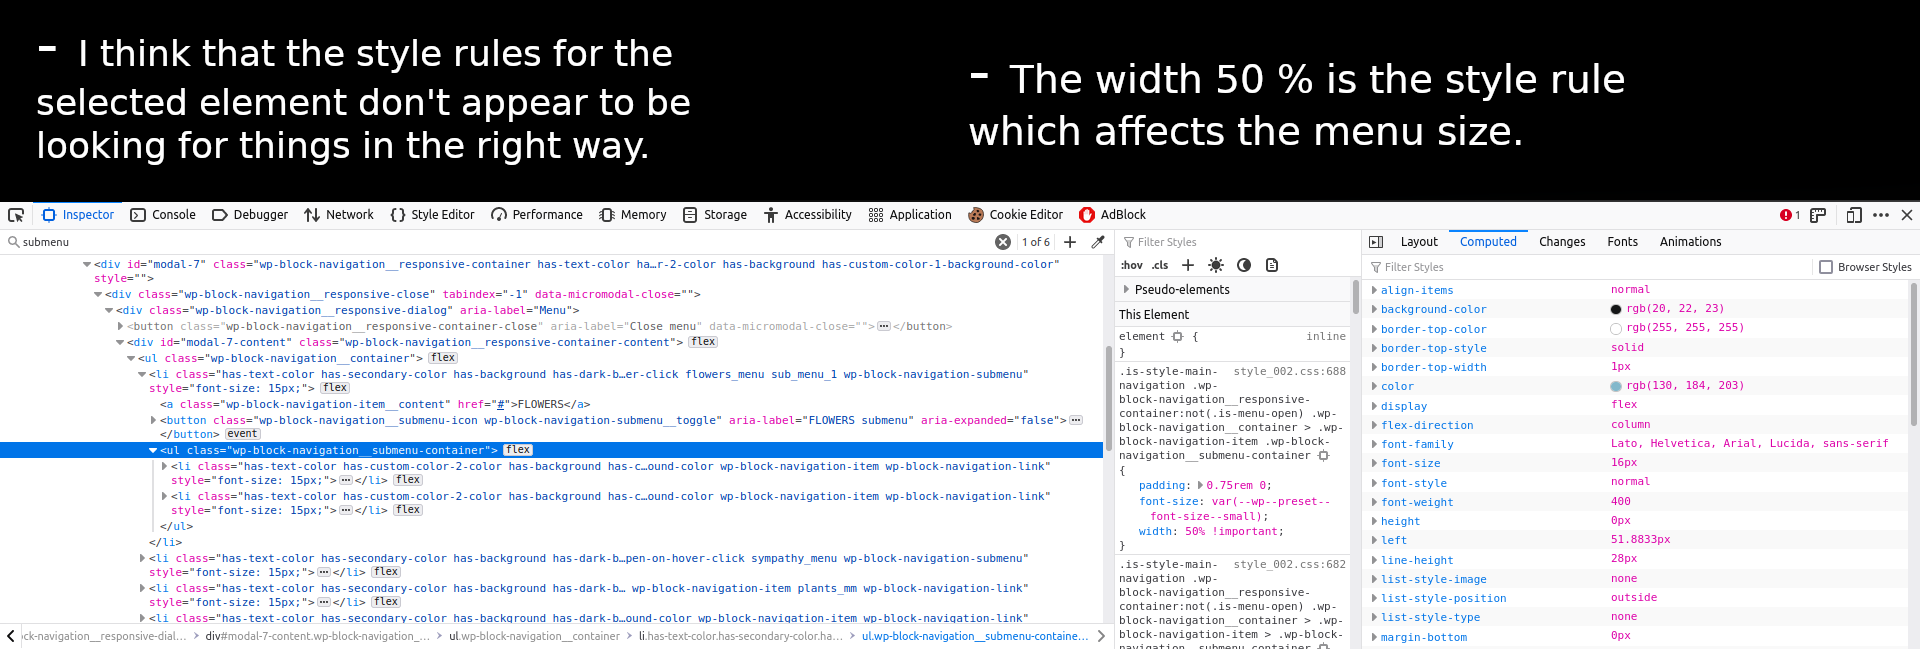 - I think that the style rules for the
selected element don't appear to be
looking for things in the right way.
- The width 50 % is the style rule
which affects the menu size.
Inspector Console Debugger Network Style Editor Performance Memory Storage Accessibility Application Cookie Editor AdBlock 1
submenu 1 of 6
<div id="modal-7" class="wp-block-navigation__responsive-container has-text-color ha…r-2-color has-background has-custom-color-1-background-color"
style="">
<div class="wp-block-navigation__responsive-close" tabindex="-1" data-micromodal-close="">
<div class="wp-block-navigation__responsive-dialog" aria-label="Menu">
<button class="wp-block-navigation__responsive-container-close" aria-label="Close menu" data-micromodal-close="">…</button>
<div id="modal-7-content" class="wp-block-navigation__responsive-container-content"> flex
<ul class="wp-block-navigation__container"> flex
<li class="has-text-color has-secondary-color has-background has-dark-b…er-click flowers_menu sub_menu_1 wp-block-navigation-submenu"
style="font-size: 15px;"> flex
<a class="wp-block-navigation-item__content" href="#">FLOWERS</a>
<button class="wp-block-navigation__submenu-icon wp-block-navigation-submenu__toggle" aria-label="FLOWERS submenu" aria-expanded="false">…
</button> event
<ul class="wp-block-navigation__submenu-container"> flex
<li class="has-text-color has-custom-color-2-color has-background has-c…ound-color wp-block-navigation-item wp-block-navigation-link"
style="font-size: 15px;">…</li> flex
<li class="has-text-color has-custom-color-2-color has-background has-c…ound-color wp-block-navigation-item wp-block-navigation-link"
style="font-size: 15px;">…</li> flex
</ul>
</li>
<li class="has-text-color has-secondary-color has-background has-dark-b…pen-on-hover-click sympathy_menu wp-block-navigation-submenu"
style="font-size: 15px;">…</li> flex
<li class="has-text-color has-secondary-color has-background has-dark-b… wp-block-navigation-item plants_mm wp-block-navigation-link"
style="font-size: 15px;">…</li> flex
<li class="has-text-color has-secondary-color has-background has-dark-b…ound-color wp-block-navigation-item wp-block-navigation-link"
ck-navigation__responsive-dial… div#modal-7-content.wp-block-navigation_… ul.wp-block-navigation__container li.has-text-color.has-secondary-color.ha… ul.wp-block-navigation__submenu-containe…
Filter Styles
:hov .cls
Pseudo-elements
This Element
element { inline
}
.is-style-main- style_002.css:688
navigation .wp-
block-navigation__responsive-
container:not(.is-menu-open) .wp-
block-navigation__container > .wp-
block-navigation-item .wp-block-
navigation__submenu-container
{
padding: 0.75rem 0;
font-size: var(--wp--preset--
font-size--small);
width: 50% !important;
}
.is-style-main- style_002.css:682
navigation .wp-
block-navigation__responsive-
container:not(.is-menu-open) .wp-
block-navigation__container > .wp-
block-navigation-item > .wp-block-
navigation__submenu-container
Layout Computed Changes Fonts Animations
Filter Styles Browser Styles
align-items normal
background-color rgb(20, 22, 23)
border-top-color rgb(255, 255, 255)
border-top-style solid
border-top-width 1px
color rgb(130, 184, 203)
display flex
flex-direction column
font-family Lato, Helvetica, Arial, Lucida, sans-serif
font-size 16px
font-style normal
font-weight 400
height 0px
left 51.8833px
line-height 28px
list-style-image none
list-style-position outside
list-style-type none
margin-bottom 0px